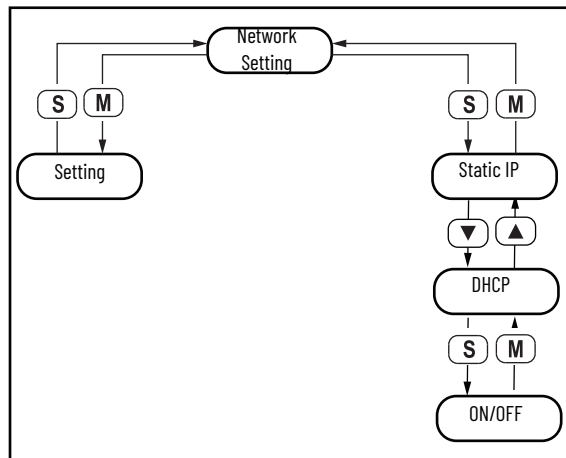 Network
Setting
S M S M
Setting Static IP
▼ ▲
DHCP
S M
ON/OFF